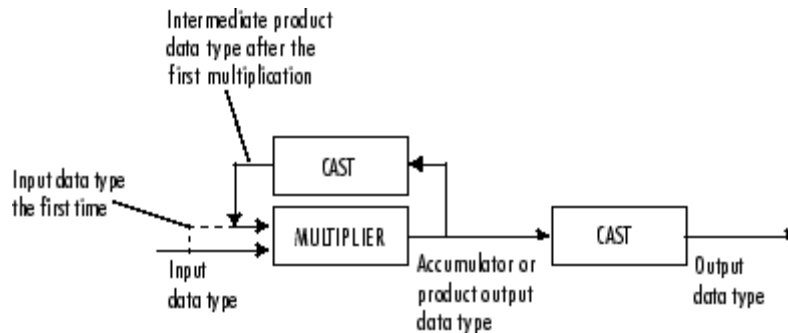 Intermediate product
data type after the
first multiplication
CAST
Input data type
the first time
MULTIPLIER
CAST
Input
data type
Accumulator or
product output
data type
Output
data type